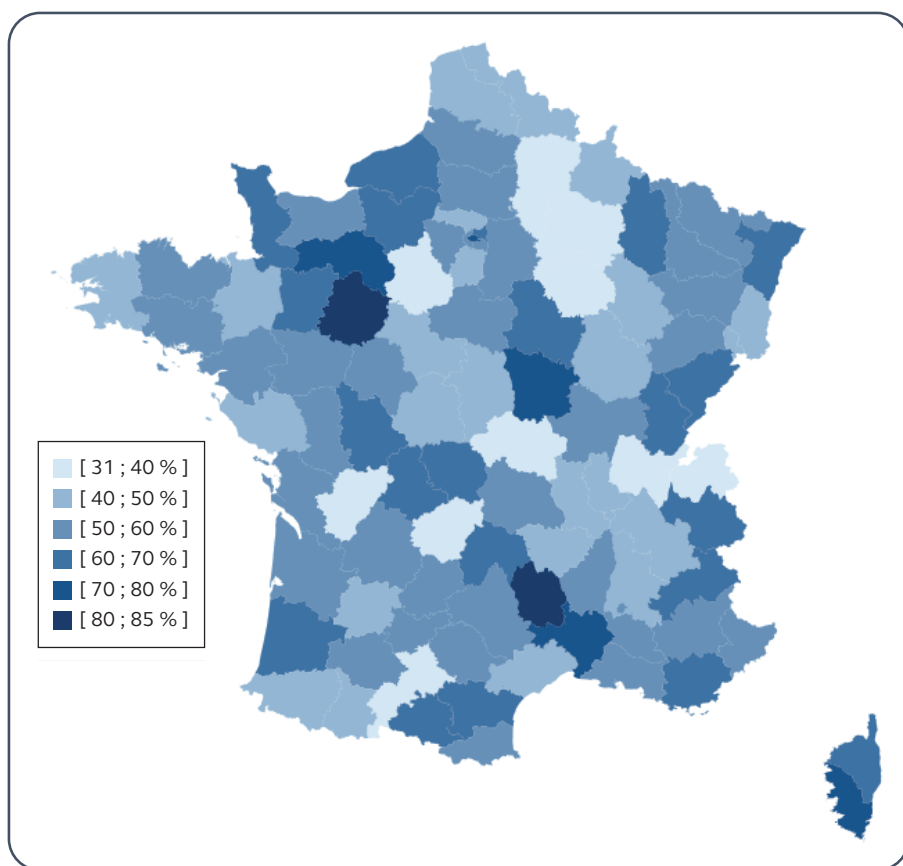 [ 31 ; 40 % ]
[ 40 ; 50 % ]
[ 50 ; 60 % ]
[ 60 ; 70 % ]
[ 70 ; 80 % ]
[ 80 ; 85 % ]